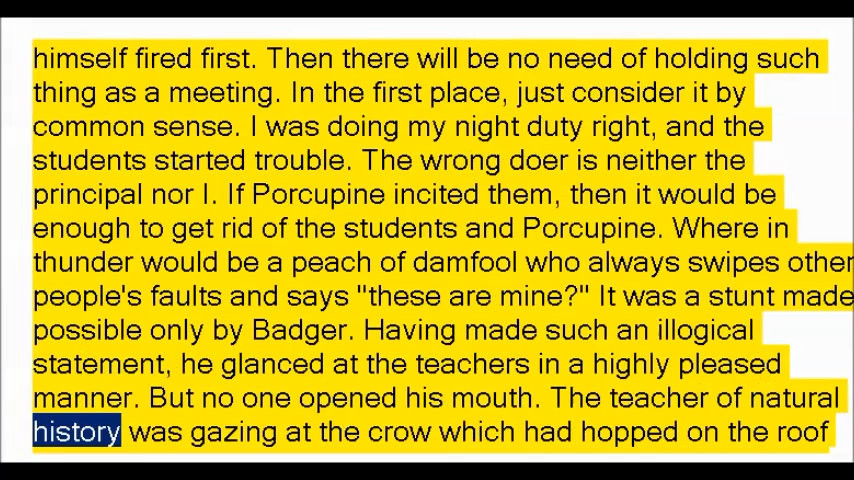 himself fired first. Then there will be no need of holding such
thing as a meeting. In the first place, just consider it by
common sense. I was doing my night duty right, and the
students started trouble. The wrong doer is neither the
principal nor I. If Porcupine incited them, then it would be
enough to get rid of the students and Porcupine. Where in
thunder would be a peach of damfool who always swipes other
people's faults and says "these are mine?" It was a stunt made
possible only by Badger. Having made such an illogical
statement, he glanced at the teachers in a highly pleased
manner. But no one opened his mouth. The teacher of natural
history was gazing at the crow which had hopped on the roof